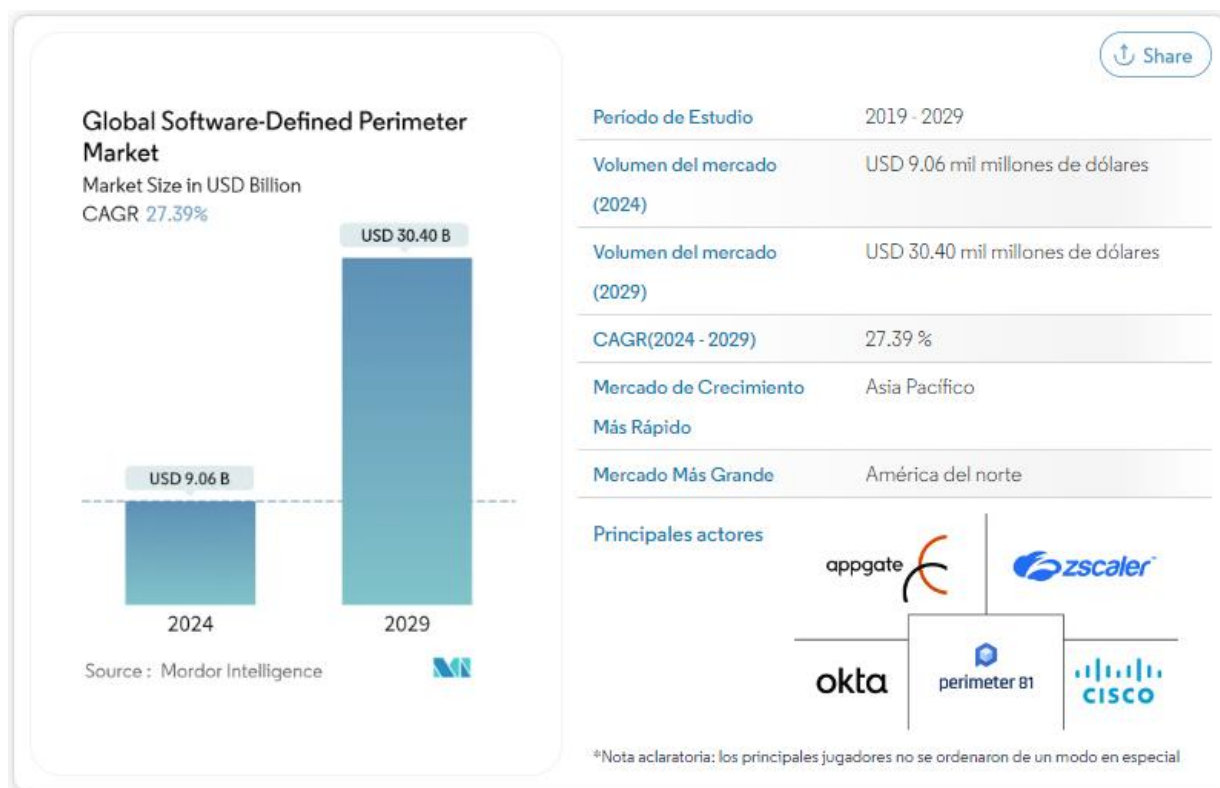 Share
Global Software-Defined Perimeter
Market
Market Size in USD Billion
CAGR 27.39%
USD 30.40 B
USD 9.06 B
2024
2029
Source : Mordor Intelligence
Período de Estudio
2019 - 2029
Volumen del mercado
(2024)
USD 9.06 mil millones de dólares
Volumen del mercado
(2029)
USD 30.40 mil millones de dólares
CAGR(2024 - 2029)
27.39 %
Mercado de Crecimiento
Más Rápido
Asia Pacífico
Mercado Más Grande
América del norte
Principales actores
appgate
zscaler
okta
perimeter 81
CISCO
*Nota aclaratoria: los principales jugadores no se ordenaron de un modo en especial